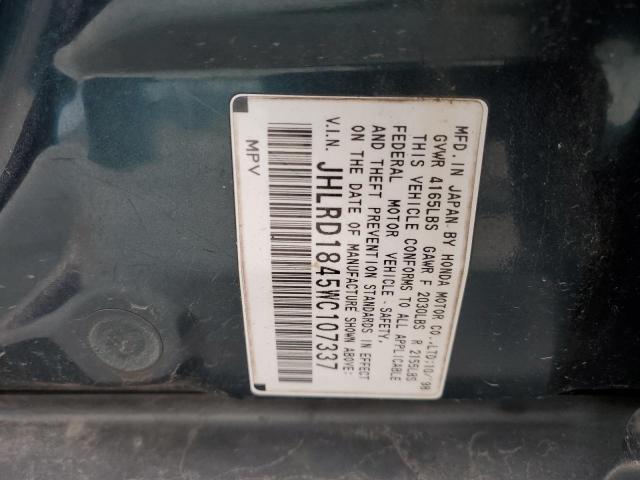 MFD. IN JAPAN BY HONDA MOTOR CO.,LTD.:10/'98
GVWR 4165LBS GAWR F 2030LBS R 2155LBS
THIS VEHICLE CONFORMS TO ALL APPLICABLE
FEDERAL MOTOR VEHICLE SAFETY,
AND THEFT PREVENTION STANDARDS IN EFFECT
ON THE DATE OF MANUFACTURE SHOWN ABOVE:
V.I.N. JHLRD1845WC107337
MPV